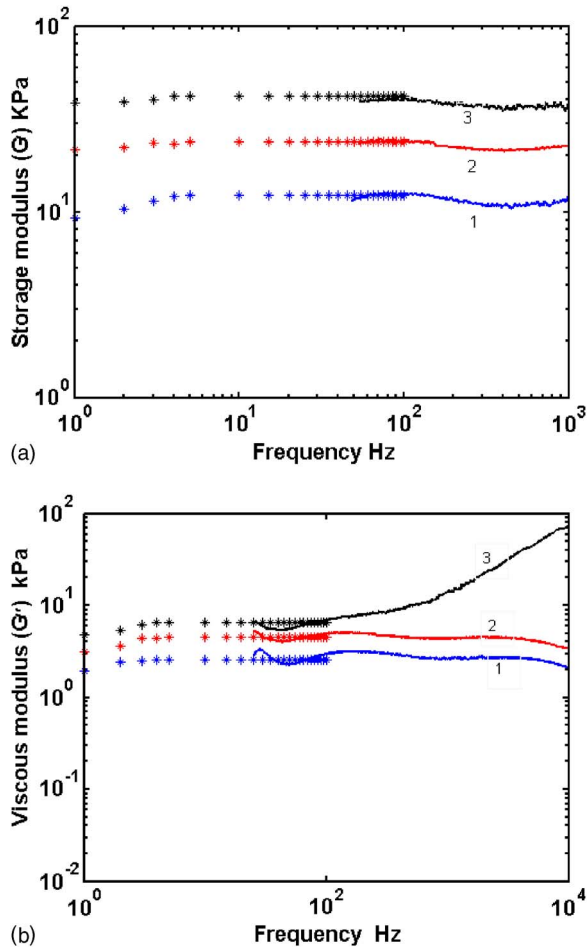 10²
Storage modulus (G') KPa
3
2
10¹
1
10⁰
10⁰ 10¹ 10² 10³
(a) Frequency Hz
10²
Viscous modulus (G'') kPa
3
10¹
2
1
10⁰
10⁻¹
10⁻²
10⁰ 10² 10⁴
(b) Frequency Hz